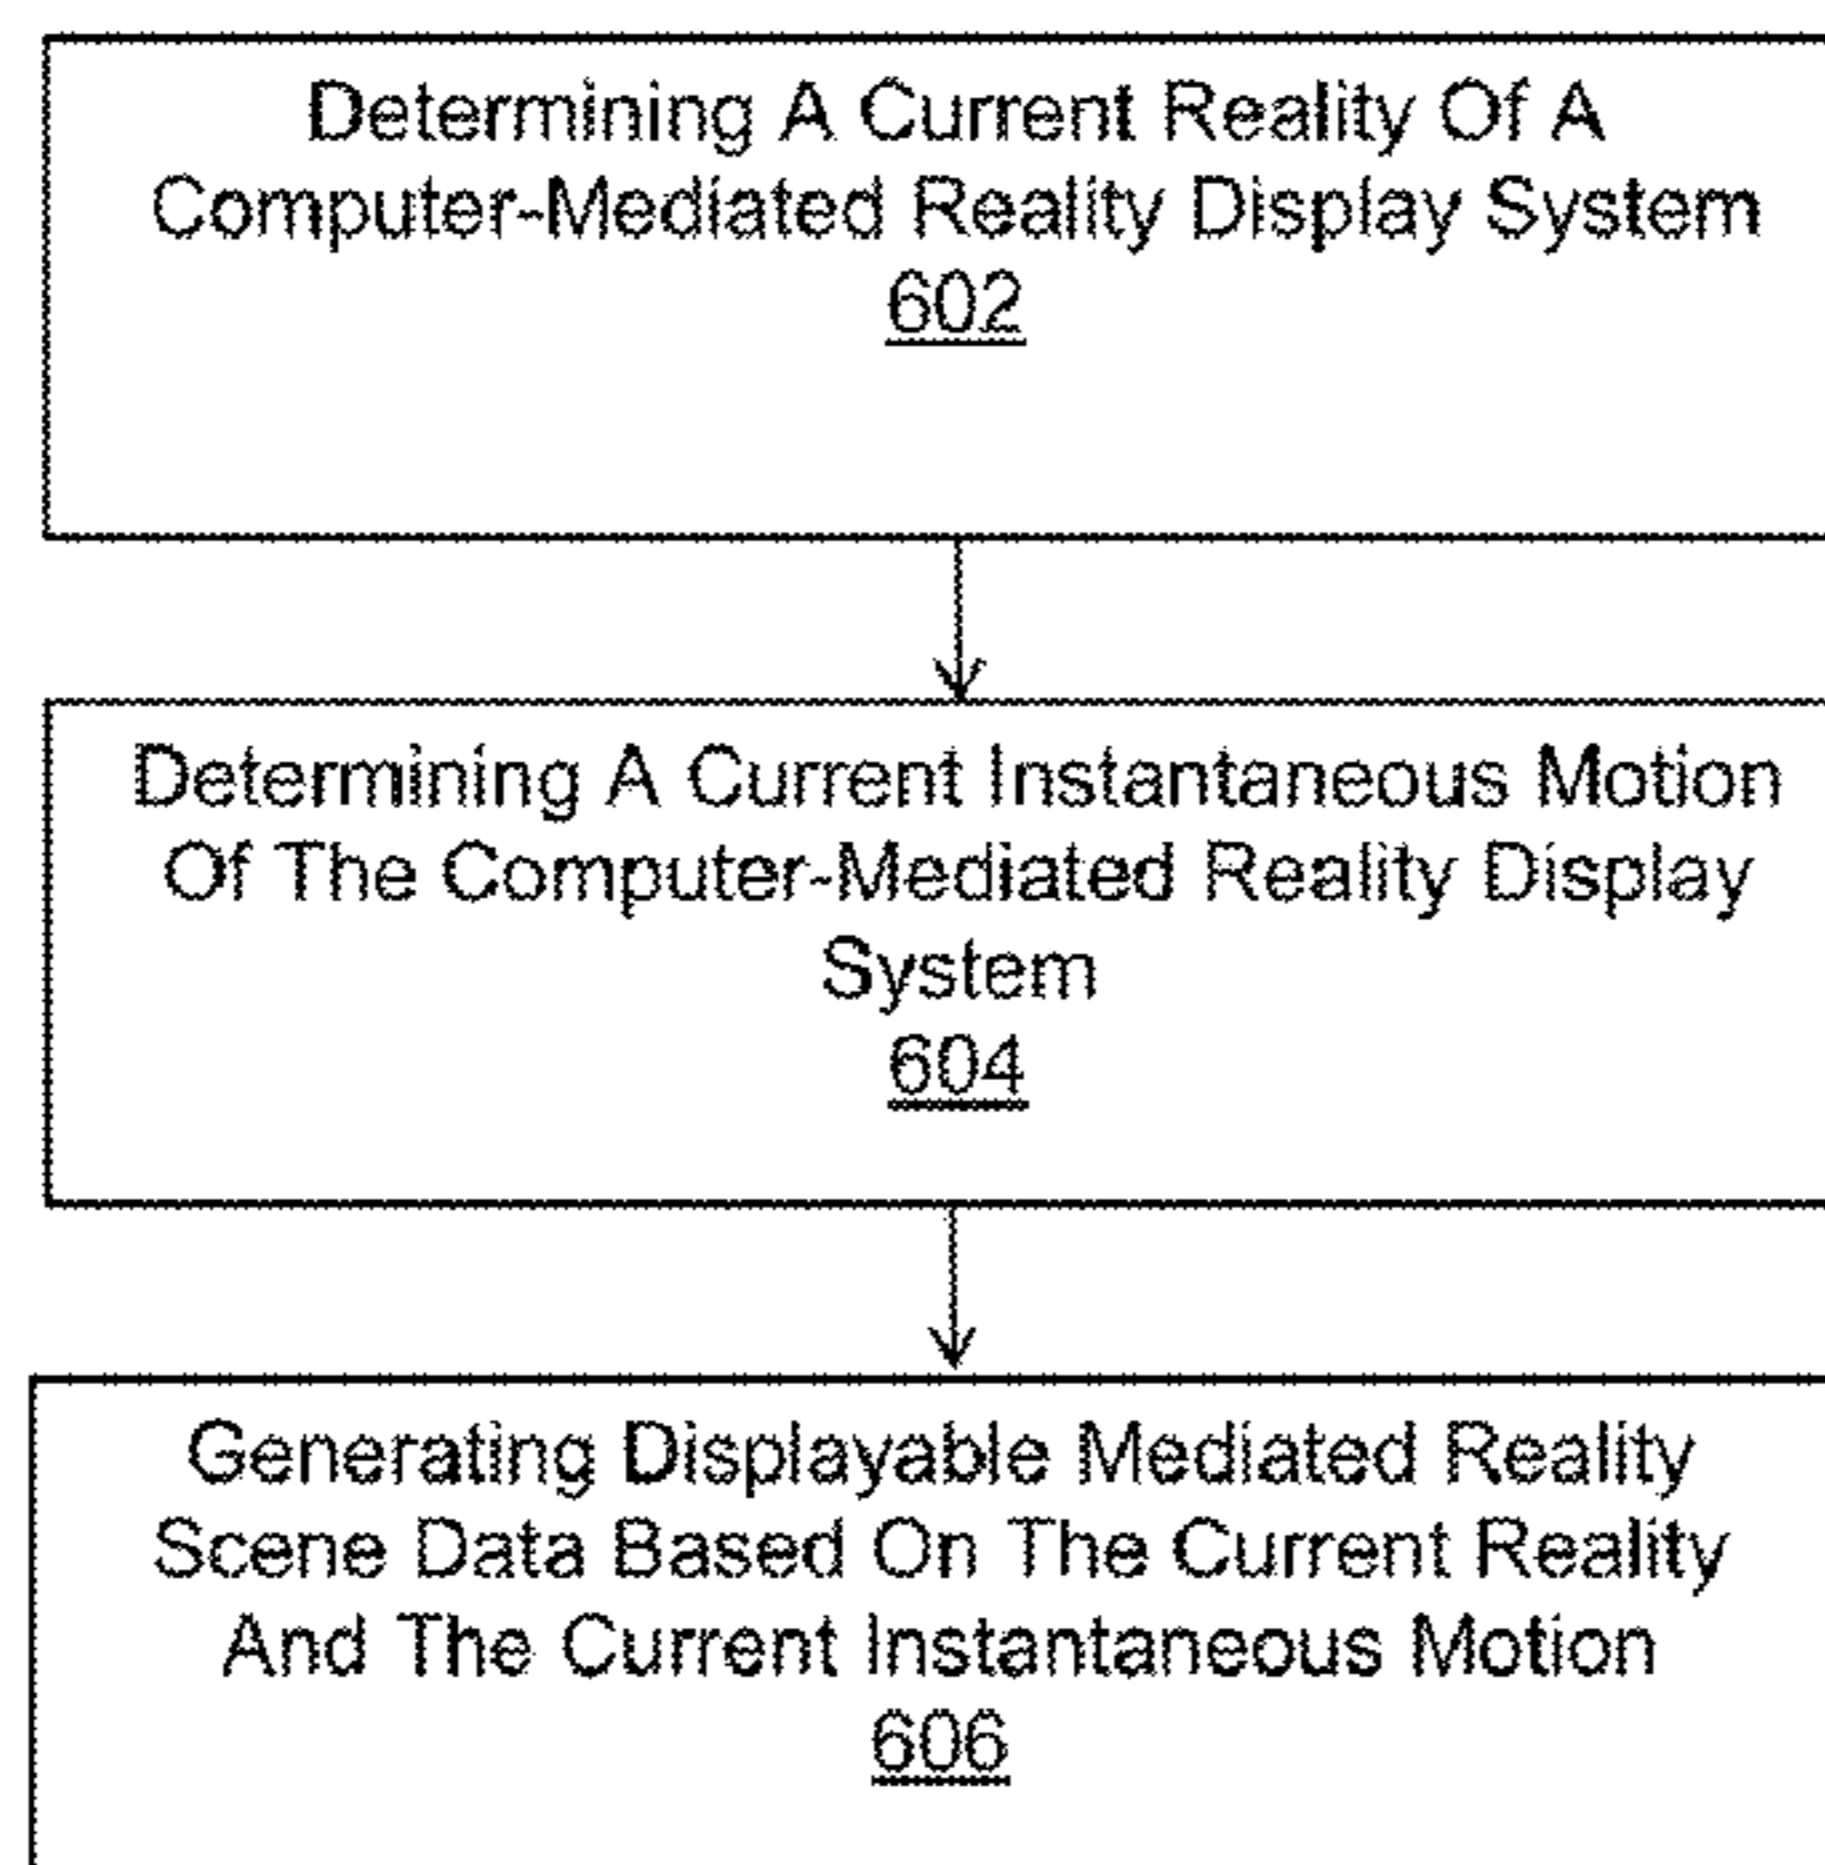 Determining A Current Reality Of A
Computer-Mediated Reality Display System
602
Determining A Current Instantaneous Motion
Of The Computer-Mediated Reality Display
System
604
Generating Displayable Mediated Reality
Scene Data Based On The Current Reality
And The Current Instantaneous Motion
606